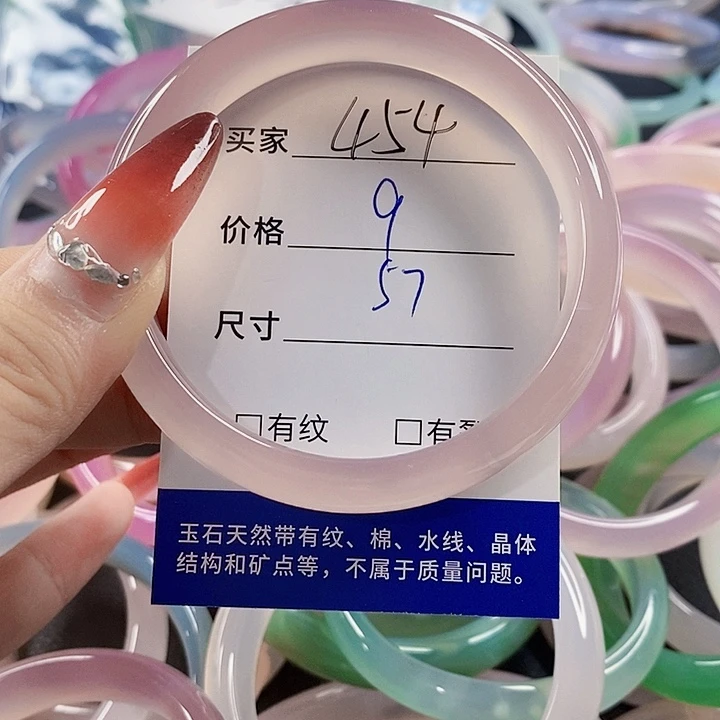 买家 454
价格 9
尺寸 57
□有纹 □有
玉石天然带有纹、棉、水线、晶体
结构和矿点等，不属于质量问题。